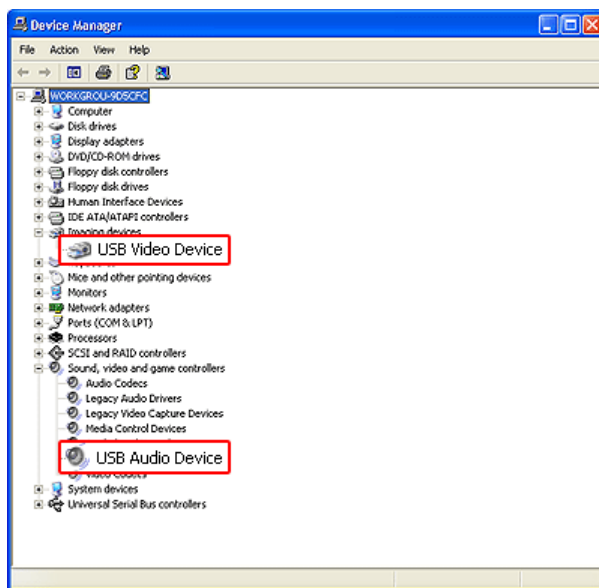 Device Manager
File Action View Help
WORKGROU-9D5CFC
Computer
Disk drives
Display adapters
DVD/CD-ROM drives
Floppy disk controllers
Floppy disk drives
Human Interface Devices
IDE ATA/ATAPI controllers
Imaging devices
USB Video Device
Mice and other pointing devices
Monitors
Network adapters
Ports (COM & LPT)
Processors
SCSI and RAID controllers
Sound, video and game controllers
Audio Codecs
Legacy Audio Drivers
Legacy Video Capture Devices
Media Control Devices
USB Audio Device
Video Codecs
System devices
Universal Serial Bus controllers